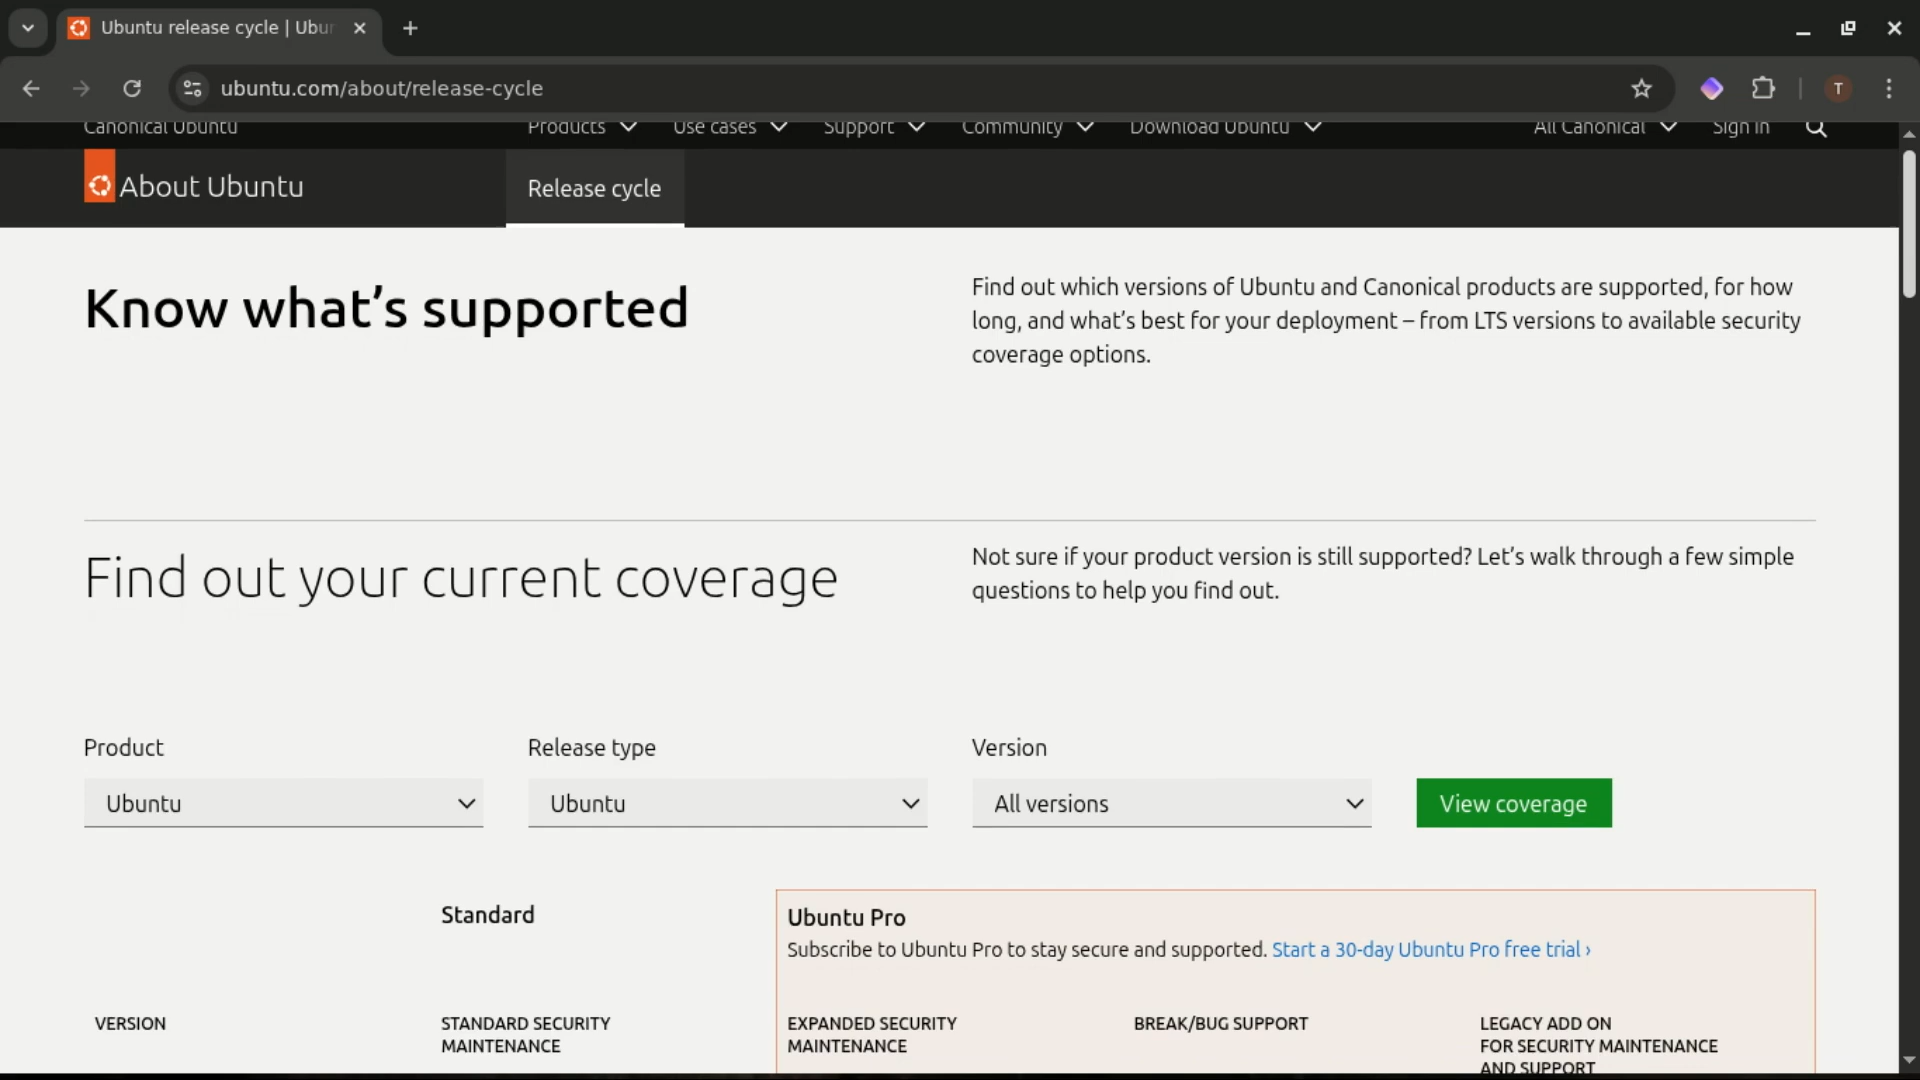 Ubuntu release cycle | Ubun
ubuntu.com/about/release-cycle
T
Canonical Ubuntu
Products
Use cases
Support
Community
Download Ubuntu
All Canonical
Sign in
About Ubuntu
Release cycle
Know what’s supported
Find out which versions of Ubuntu and Canonical products are supported, for how
long, and what’s best for your deployment – from LTS versions to available security
coverage options.
Find out your current coverage
Not sure if your product version is still supported? Let’s walk through a few simple
questions to help you find out.
Product
Release type
Version
Ubuntu
Ubuntu
All versions
View coverage
Standard
Ubuntu Pro
Subscribe to Ubuntu Pro to stay secure and supported. Start a 30-day Ubuntu Pro free trial ›
VERSION
STANDARD SECURITY
MAINTENANCE
EXPANDED SECURITY
MAINTENANCE
BREAK/BUG SUPPORT
LEGACY ADD ON
FOR SECURITY MAINTENANCE
AND SUPPORT